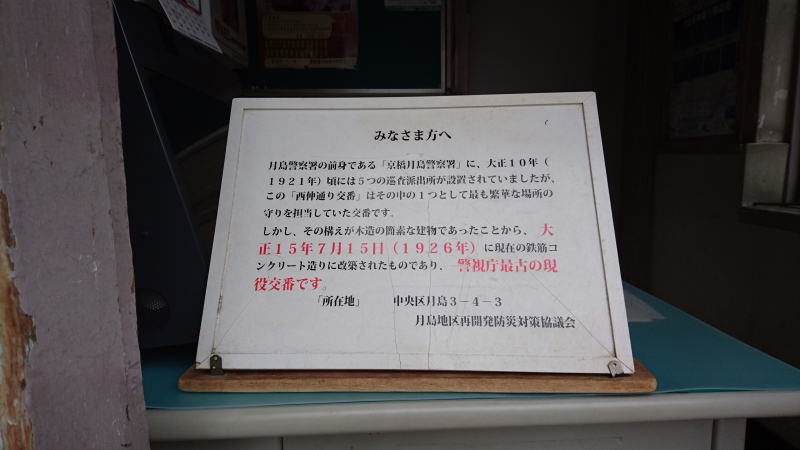 みなさま方へ
月島警察署の前身である「京橋月島警察署」に、大正10年（
1921年）頃には5つの巡査派出所が設置されていましたが、
この「西仲通り交番」はその中の1つとして最も繁華な場所の
守りを担当していた交番です。
しかし、その構えが木造の簡素な建物であったことから、大
正15年7月15日（1926年）に現在の鉄筋コ
ンクリート造りに改築されたものであり、警視庁最古の現
役交番です。
「所在地」　中央区月島3－4－3
月島地区再開発防災対策協議会